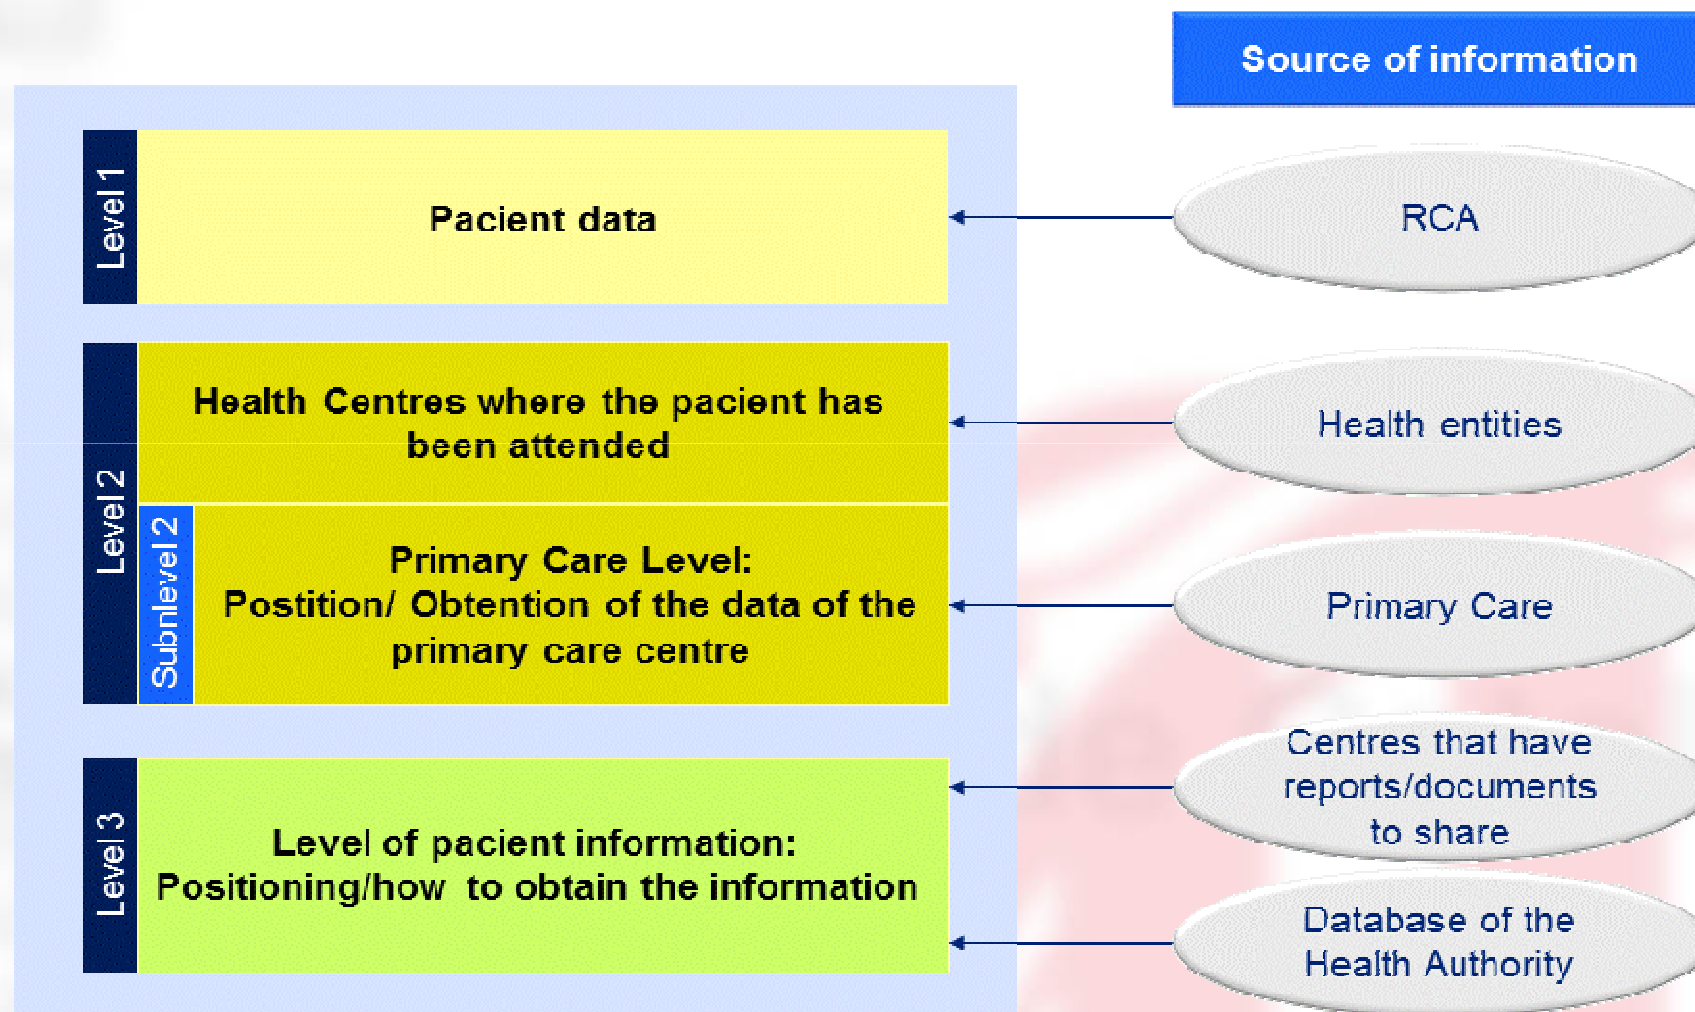 Source of information
Level 1
Pacient data
RCA
Level 2
Health Centres where the pacient has
been attended
Health entities
Subnlevel 2
Primary Care Level:
Postition/ Obtention of the data of the
primary care centre
Primary Care
Level 3
Level of pacient information:
Positioning/how to obtain the information
Centres that have
reports/documents
to share
Database of the
Health Authority